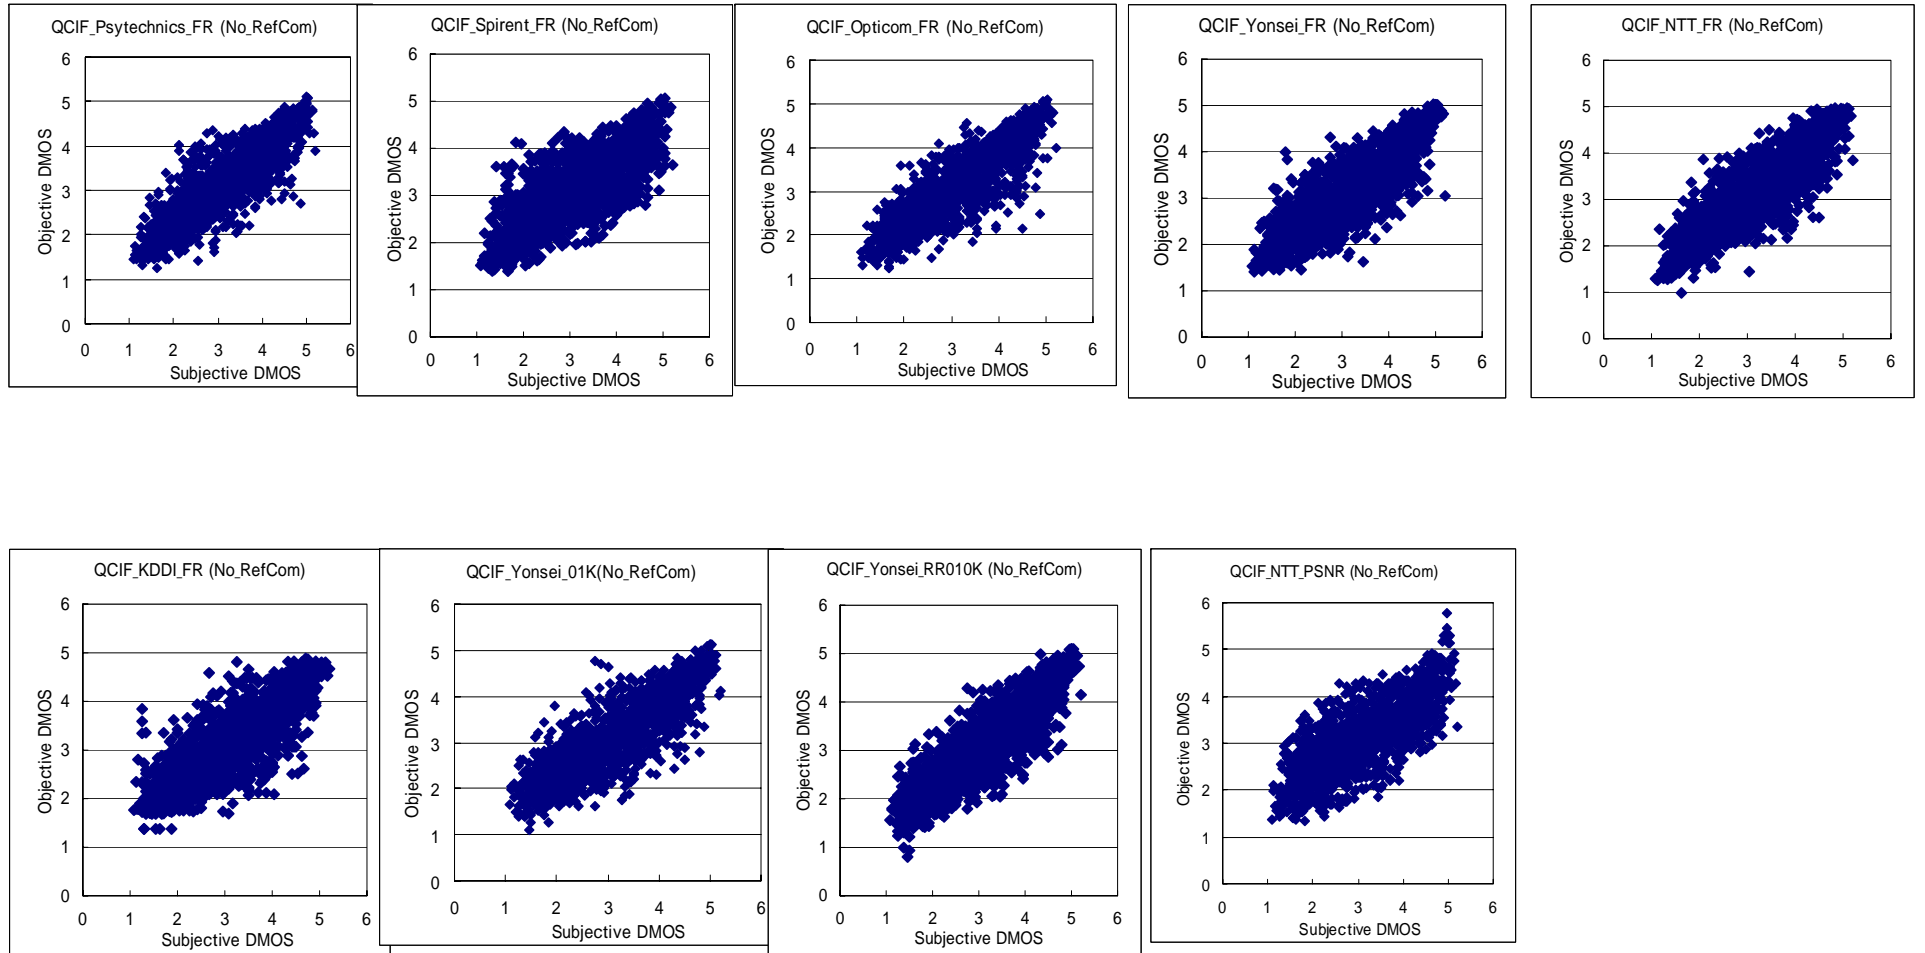 QCIF_Psytechnics_FR (No_RefCom)
6
5
4
3
2
1
0
0 1 2 3 4 5 6
Objective DMOS
Subjective DMOS
QCIF_Spirent_FR (No_RefCom)
6
5
4
3
2
1
0
0 1 2 3 4 5 6
Objective DMOS
Subjective DMOS
QCIF_Opticom_FR (No_RefCom)
6
5
4
3
2
1
0
0 1 2 3 4 5 6
Objective DMOS
Subjective DMOS
QCIF_Yonsei_FR (No_RefCom)
6
5
4
3
2
1
0
0 1 2 3 4 5 6
Objective DMOS
Subjective DMOS
QCIF_NTT_FR (No_RefCom)
6
5
4
3
2
1
0
0 1 2 3 4 5 6
Objective DMOS
Subjective DMOS
QCIF_KDDI_FR (No_RefCom)
6
5
4
3
2
1
0
0 1 2 3 4 5 6
Objective DMOS
Subjective DMOS
QCIF_Yonsei_01K(No_RefCom)
6
5
4
3
2
1
0
0 1 2 3 4 5 6
Objective DMOS
Subjective DMOS
QCIF_Yonsei_RR010K (No_RefCom)
6
5
4
3
2
1
0
0 1 2 3 4 5 6
Objective DMOS
Subjective DMOS
QCIF_NTT_PSNR (No_RefCom)
6
5
4
3
2
1
0
0 1 2 3 4 5 6
Objective DMOS
Subjective DMOS